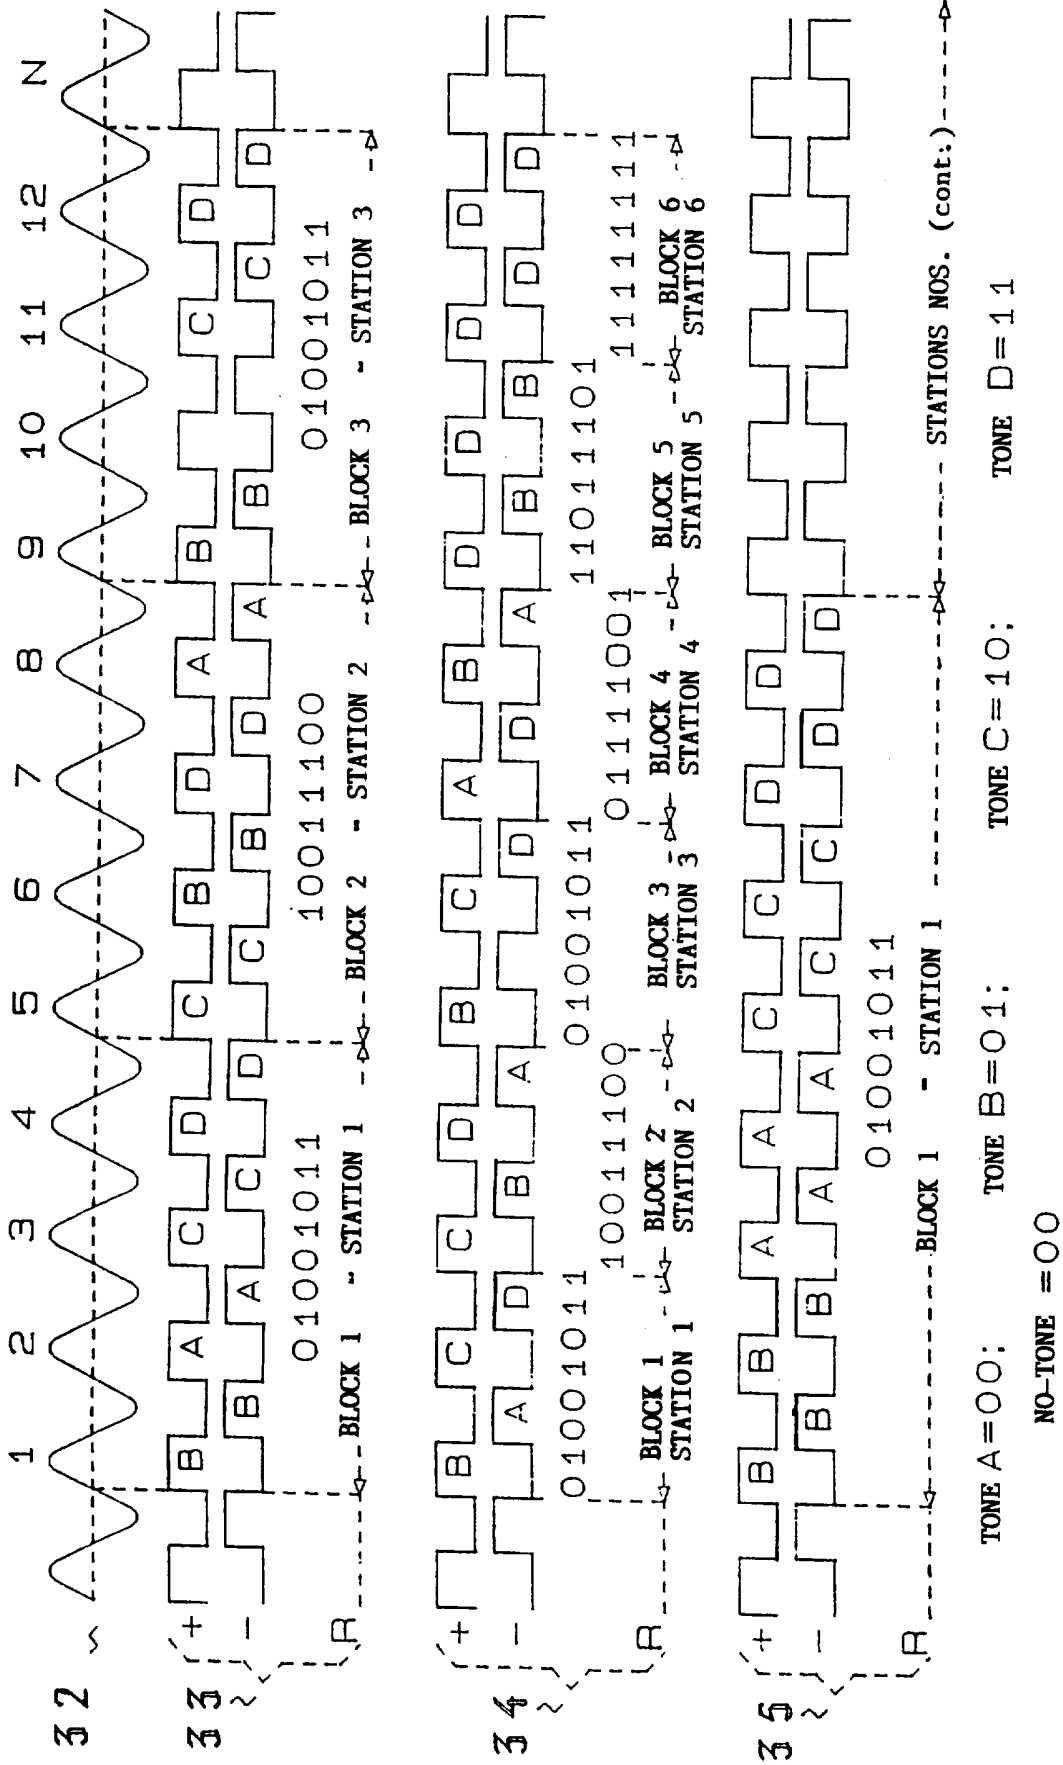 32
1 2 3 4 5 6 7 8 9 10 11 12 N
33
+ B A C D C B D A B C D
− B A C D C B D A B C D
01001011 10011100 01001011
R BLOCK 1 - STATION 1 BLOCK 2 - STATION 2 BLOCK 3 - STATION 3
34
+ B C C D B C A B D D D D
− A D B A D D A B B D D
01001011 10011100 01001011 01111001 11011101 11111111
R BLOCK 1 BLOCK 2 BLOCK 3 BLOCK 4 BLOCK 5 BLOCK 6
STATION 1 STATION 2 STATION 3 STATION 4 STATION 5 STATION 6
35
+ B B A A C C D D
− B B A A C C D D
01001011
R BLOCK 1 - STATION 1 STATIONS NOS. (cont:)
TONE A=00; TONE B=01; TONE C=10; TONE D=11
NO-TONE =00